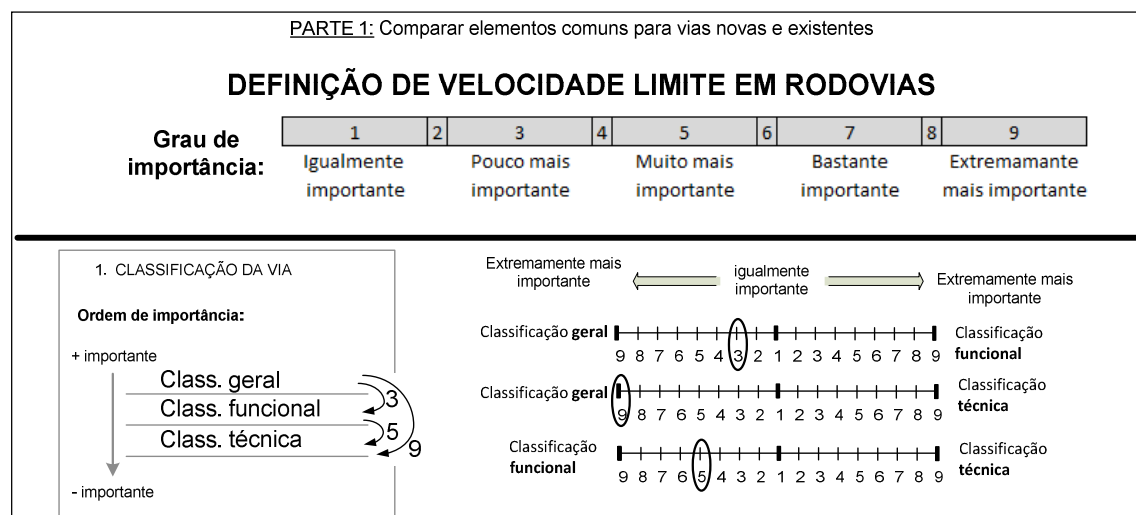 PARTE 1: Comparar elementos comuns para vias novas e existentes
DEFINIÇÃO DE VELOCIDADE LIMITE EM RODOVIAS
Grau de importância:
1 2 3 4 5 6 7 8 9
Igualmente importante
Pouco mais importante
Muito mais importante
Bastante importante
Extremamante mais importante
1. CLASSIFICAÇÃO DA VIA
Ordem de importância:
+ importante
Class. geral
3
Class. funcional
5
Class. técnica
9
- importante
Extremamente mais importante
igualmente importante
Extremamente mais importante
Classificação geral
9 8 7 6 5 4 3 2 1 2 3 4 5 6 7 8 9
Classificação funcional
Classificação geral
9 8 7 6 5 4 3 2 1 2 3 4 5 6 7 8 9
Classificação técnica
Classificação funcional
9 8 7 6 5 4 3 2 1 2 3 4 5 6 7 8 9
Classificação técnica